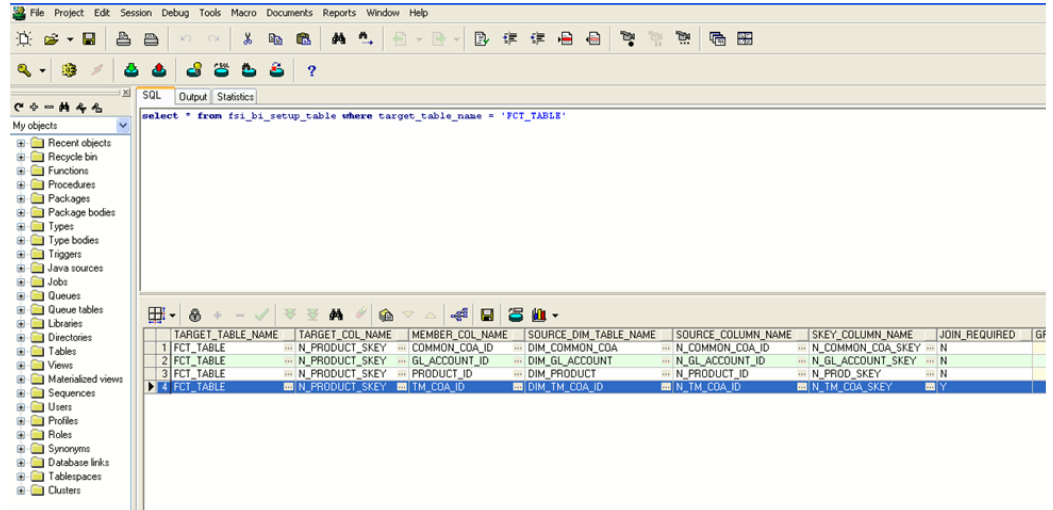 File Project Edit Session Debug Tools Macro Documents Reports Window Help
SQL Output Statistics
select * from fsi_bi_setup_table where target_table_name = 'FCT_TABLE'
My objects
Recent objects
Recycle bin
Functions
Procedures
Packages
Package bodies
Types
Type bodies
Triggers
Java sources
Jobs
Queues
Queue tables
Libraries
Directories
Tables
Views
Materialized views
Sequences
Users
Profiles
Roles
Synonyms
Database links
Tablespaces
Clusters
TARGET_TABLE_NAME TARGET_COL_NAME MEMBER_COL_NAME SOURCE_DIM_TABLE_NAME SOURCE_COLUMN_NAME SKEY_COLUMN_NAME JOIN_REQUIRED GF
1 FCT_TABLE N_PRODUCT_SKEY COMMON_COA_ID DIM_COMMON_COA N_COMMON_COA_ID N_COMMON_COA_SKEY N
2 FCT_TABLE N_PRODUCT_SKEY GL_ACCOUNT_ID DIM_GL_ACCOUNT N_GL_ACCOUNT_ID N_GL_ACCOUNT_SKEY N
3 FCT_TABLE N_PRODUCT_SKEY PRODUCT_ID DIM_PRODUCT N_PRODUCT_ID N_PROD_SKEY N
4 FCT_TABLE N_PRODUCT_SKEY TM_COA_ID DIM_TM_COA_ID N_TM_COA_ID N_TM_COA_SKEY Y